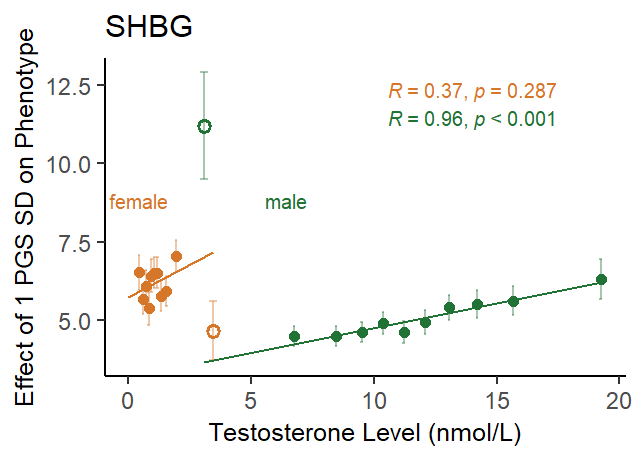 SHBG
Effect of 1 PGS SD on Phenotype
12.5
10.0
7.5
5.0
R = 0.37, p = 0.287
R = 0.96, p < 0.001
female
male
0 5 10 15 20
Testosterone Level (nmol/L)